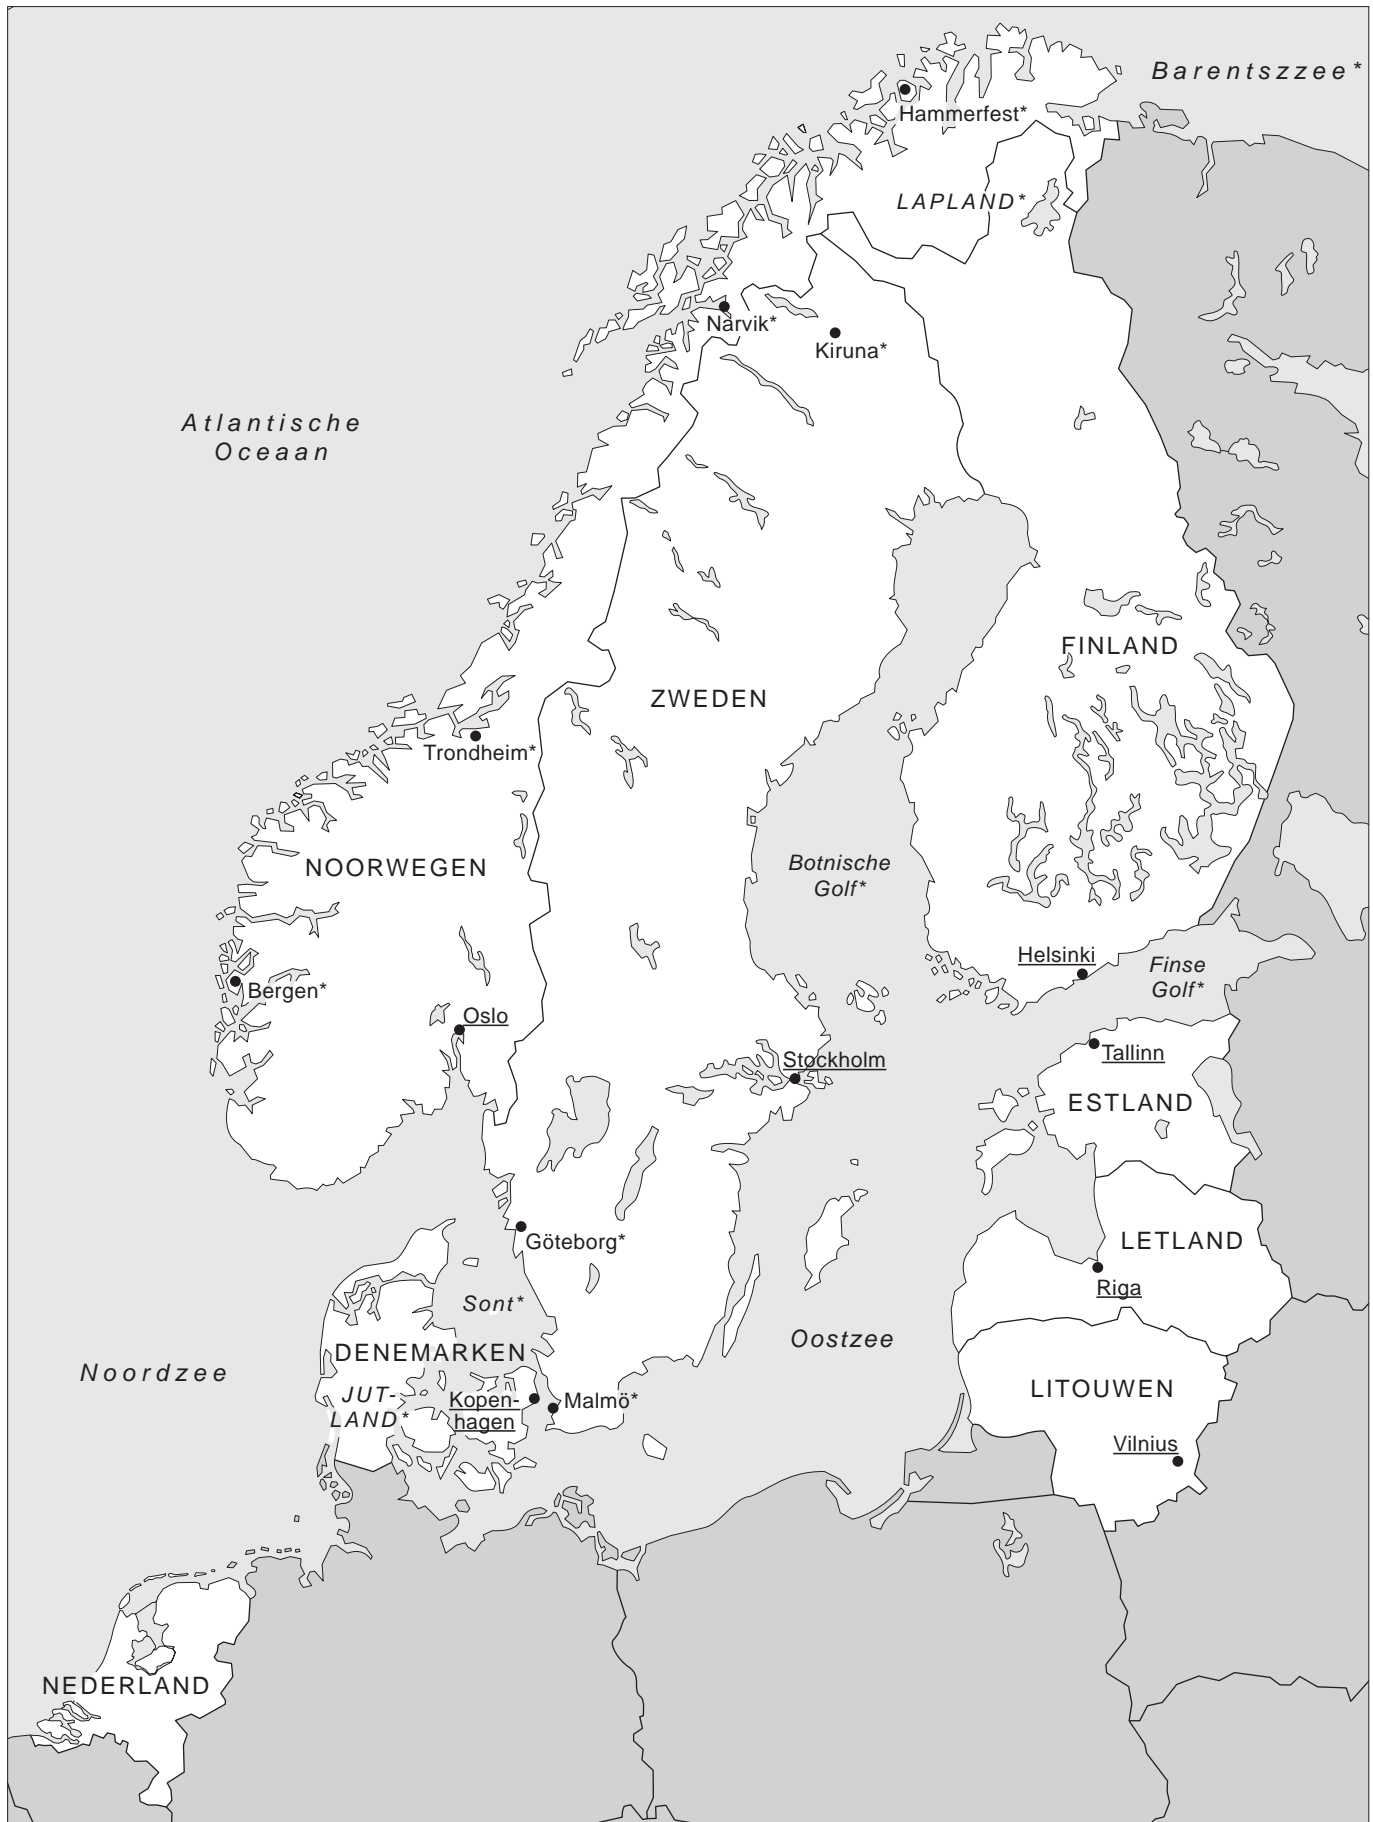 Barentszzee*
Hammerfest*
LAPLAND*
Narvik*
Kiruna*
Atlantische
Oceaan
FINLAND
ZWEDEN
Trondheim*
NOORWEGEN
Botnische
Golf*
Helsinki
Finse
Golf*
Bergen*
Oslo
Stockholm
Tallinn
ESTLAND
Göteborg*
LETLAND
Riga
Sont*
Oostzee
DENEMARKEN
Noordzee
JUT-
LAND*
Kopen-
hagen
Malmö*
LITOUWEN
Vilnius
NEDERLAND